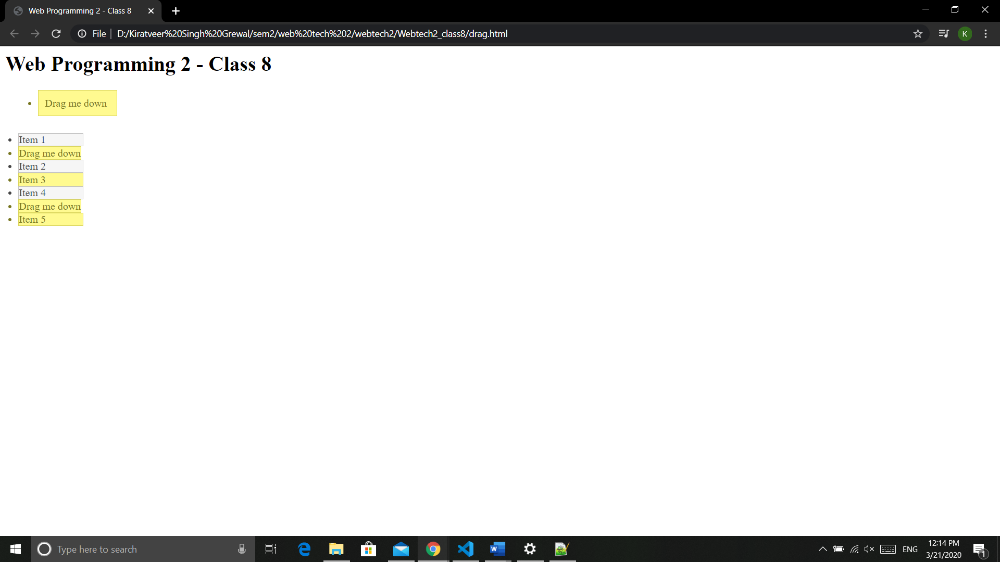 Web Programming 2 - Class 8
File D:/Kiratveer%20Singh%20Grewal/sem2/web%20tech%202/webtech2/Webtech2_class8/drag.html
K
Web Programming 2 - Class 8
Drag me down
Item 1
Drag me down
Item 2
Item 3
Item 4
Drag me down
Item 5
Type here to search
W
ENG
12:14 PM
3/21/2020
1